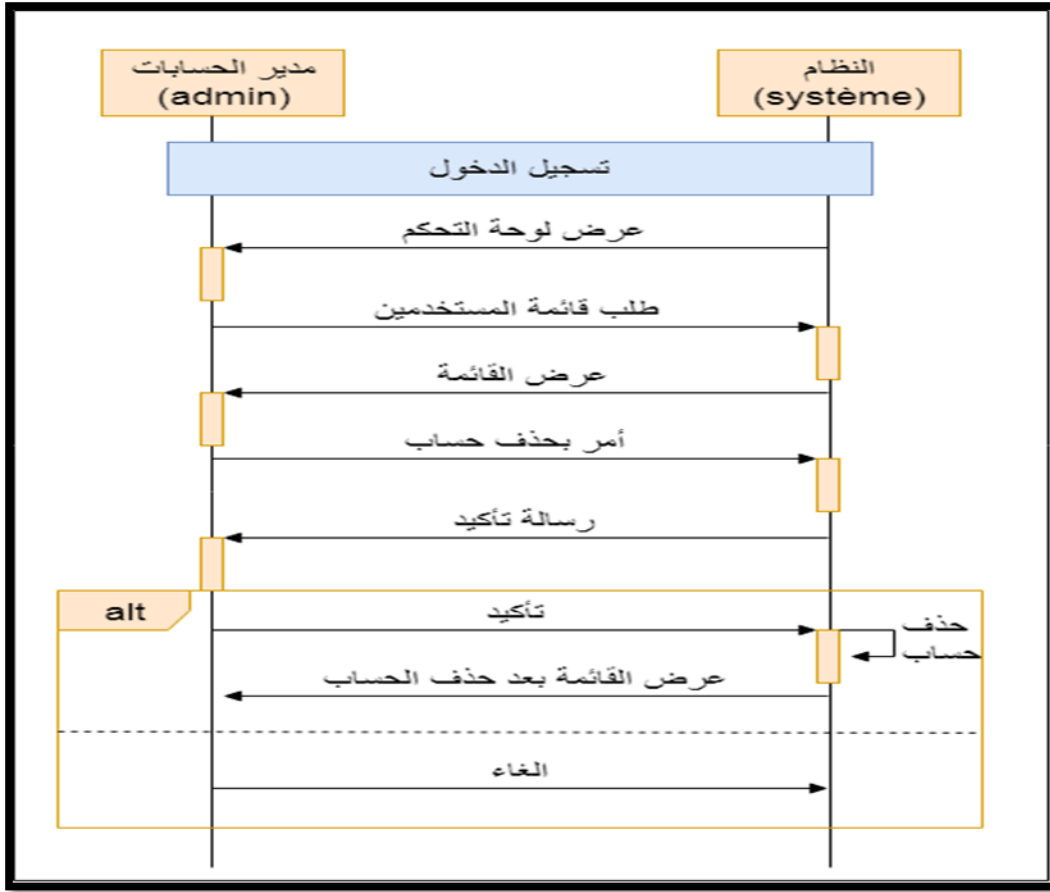 مدير الحسابات
(admin)
النظام
(système)
تسجيل الدخول
عرض لوحة التحكم
طلب قائمة المستخدمين
عرض القائمة
أمر بحذف حساب
رسالة تأكيد
alt
تأكيد
حذف
حساب
عرض القائمة بعد حذف الحساب
الغاء